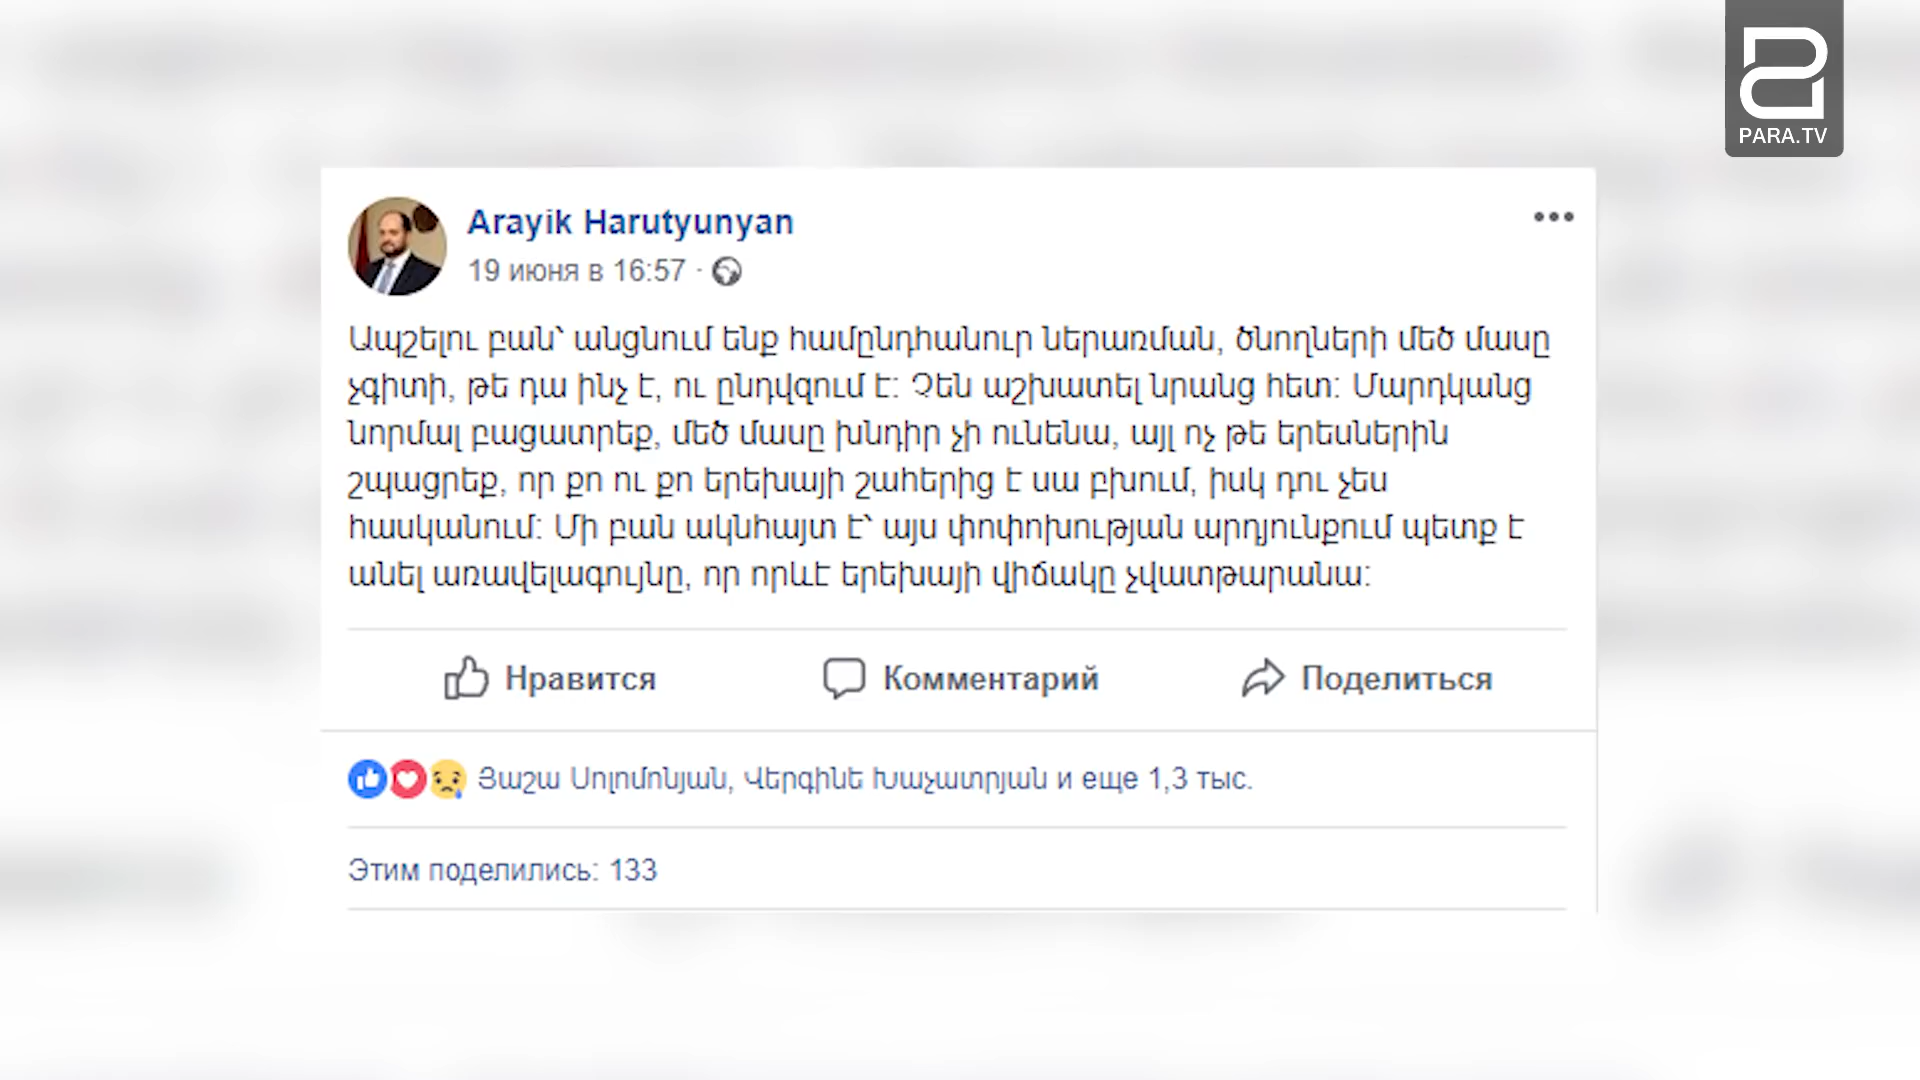 PARA.TV
Arayik Harutyunyan
19 июня в 16:57 ·
Ապշելու բան՝ անցնում ենք համընդհանուր ներառման, ծնողների մեծ մասը
չգիտի, թե դա ինչ է, ու ընդվզում է: Չեն աշխատել նրանց հետ: Մարդկանց
նորմալ բացատրեք, մեծ մասը խնդիր չի ունենա, այլ ոչ թե երեսներին
շպացրեք, որ քո ու քո երեխայի շահերից է սա բխում, իսկ դու չես
հասկանում: Մի բան ակնհայտ է՝ այս փոփոխության արդյունքում պետք է
անել առավելագույնը, որ որևէ երեխայի վիճակը չվատթարանա:
Нравится Комментарий Поделиться
Յաշա Սոլոմոնյան, Վերգինե Խաչատրյան и еще 1,3 тыс.
Этим поделились: 133